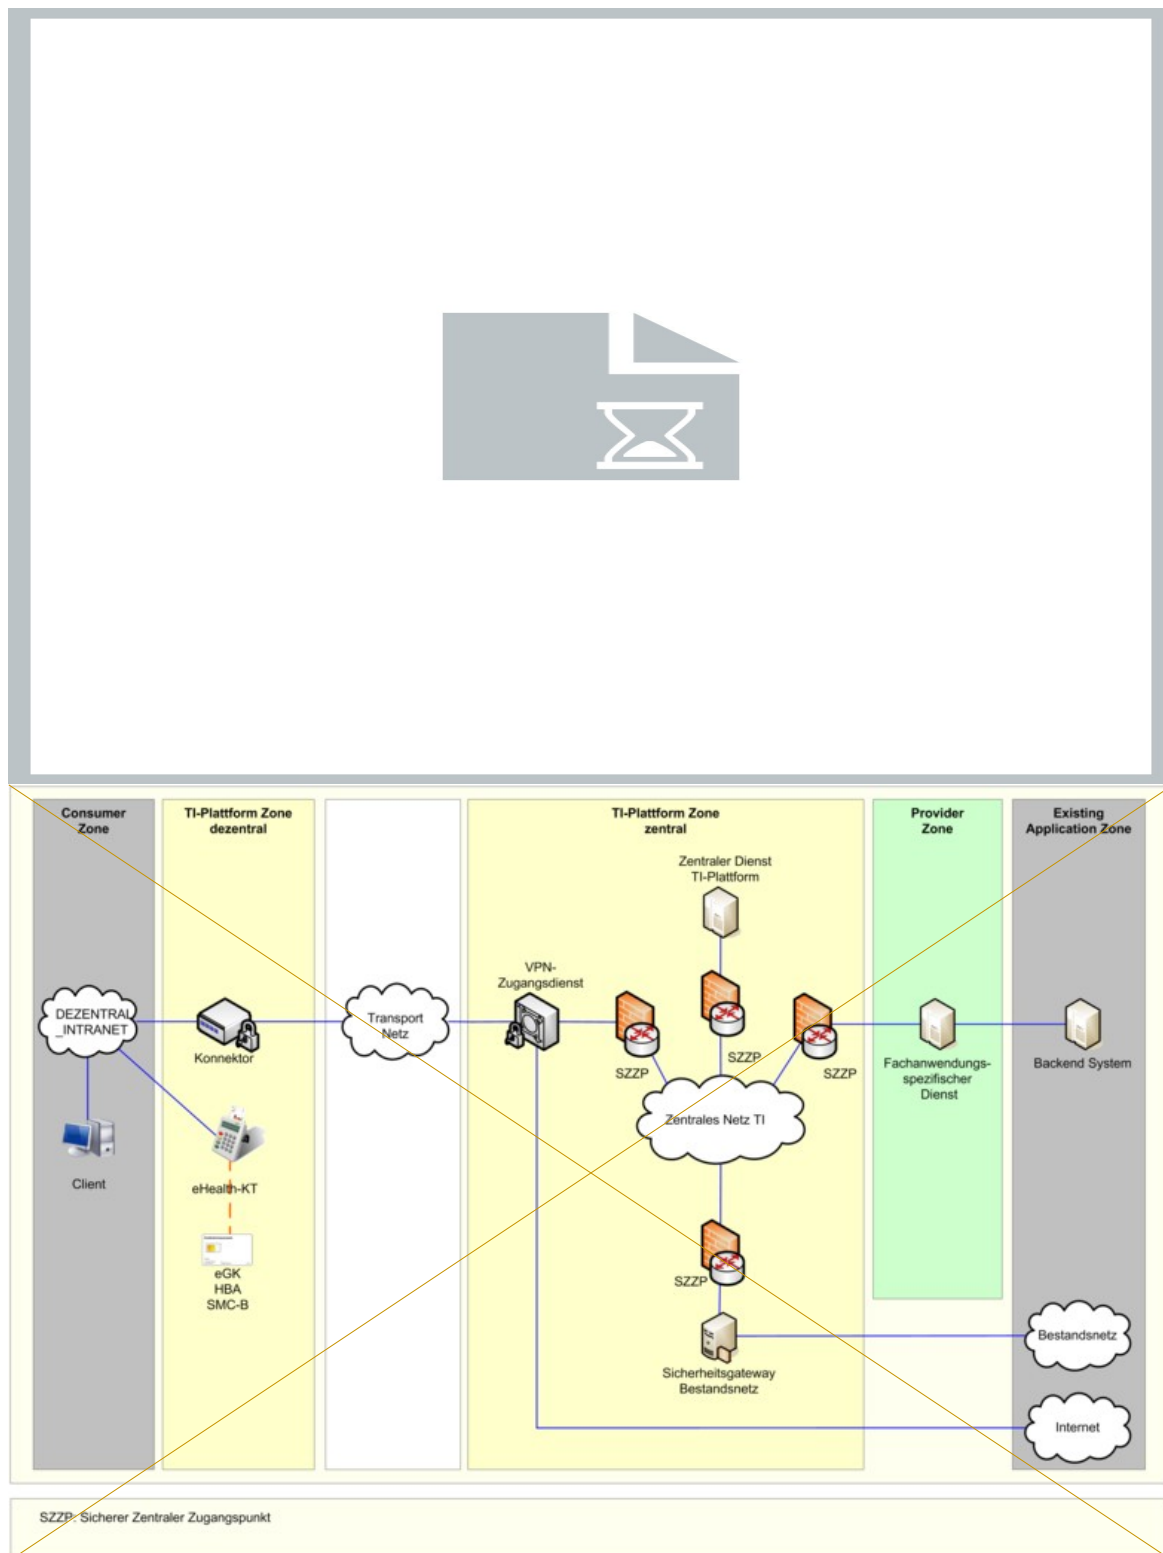 Consumer
Zone
TI-Plattform Zone
dezentral
TI-Plattform Zone
zentral
Provider
Zone
Existing
Application Zone
Zentraler Dienst
TI-Plattform
VPN-
Zugangsdienst
DEZENTRAL
_INTRANET
Konnektor
Transport
Netz
SZZP
SZZP
SZZP
Fachanwendungs-
spezifischer
Dienst
Backend System
Zentrales Netz TI
Client
eHealth-KT
eGK
HBA
SMC-B
SZZP
Sicherheitsgateway
Bestandsnetz
Bestandsnetz
Internet
SZZP: Sicherer Zentraler Zugangspunkt